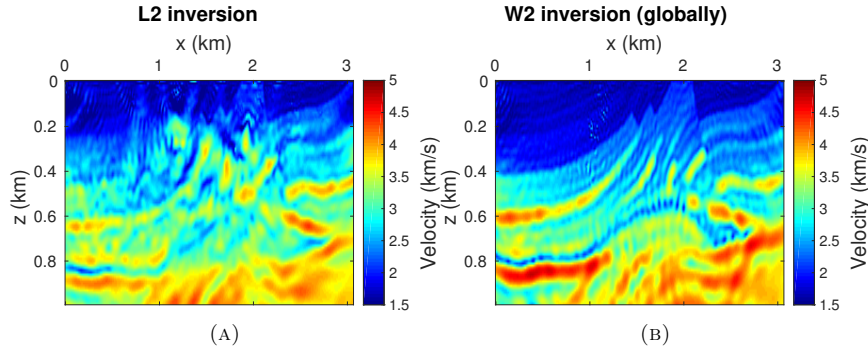 L2 inversion
x (km)
0 1 2 3
0
0.2
0.4
0.6
0.8
z (km)
5
4.5
4
3.5
3
2.5
2
1.5
Velocity (km/s)
(A)
W2 inversion (globally)
x (km)
0 1 2 3
0
0.2
0.4
0.6
0.8
z (km)
5
4.5
4
3.5
3
2.5
2
1.5
Velocity (km/s)
(B)